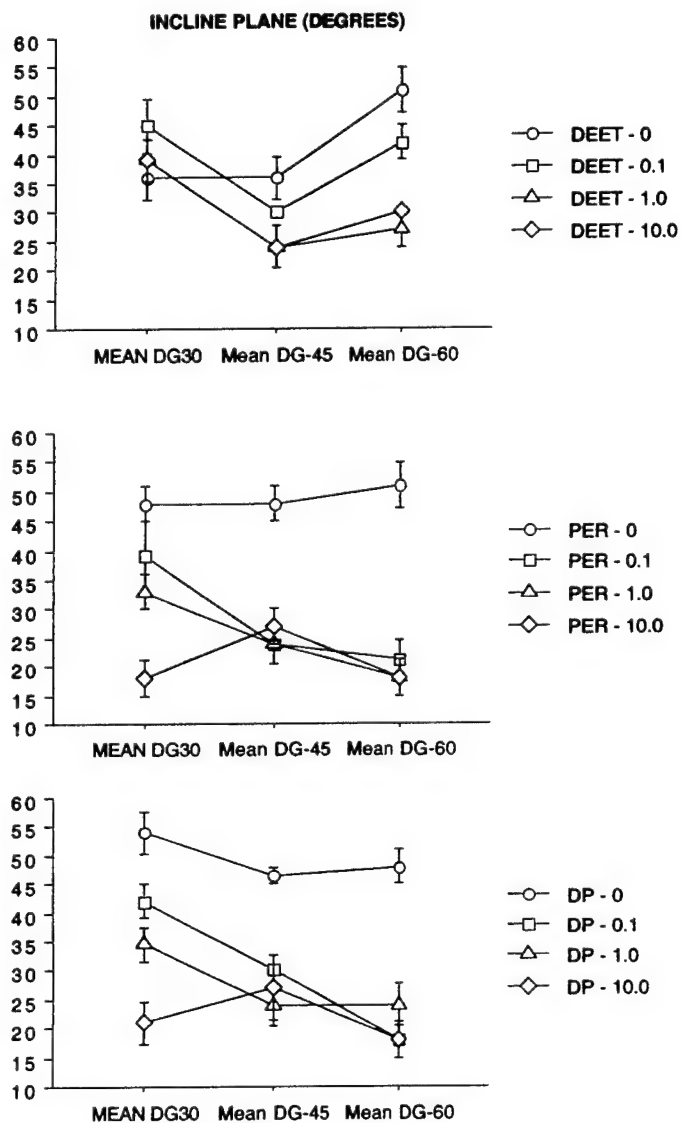 INCLINE PLANE (DEGREES)
60
55
50
45
40
35
30
25
20
15
10
MEAN DG30 Mean DG-45 Mean DG-60
DEET - 0
DEET - 0.1
DEET - 1.0
DEET - 10.0
60
55
50
45
40
35
30
25
20
15
10
MEAN DG30 Mean DG-45 Mean DG-60
PER - 0
PER - 0.1
PER - 1.0
PER - 10.0
60
55
50
45
40
35
30
25
20
15
10
MEAN DG30 Mean DG-45 Mean DG-60
DP - 0
DP - 0.1
DP - 1.0
DP - 10.0